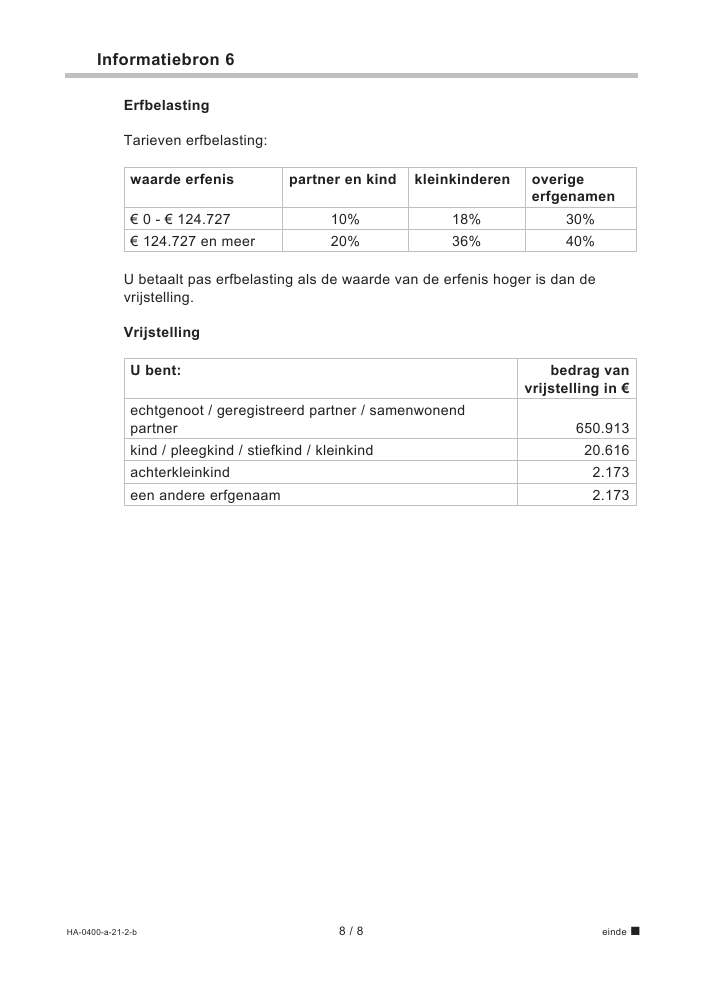 Informatiebron 6
Erfbelasting
Tarieven erfbelasting:
waarde erfenis partner en kind kleinkinderen overige
erfgenamen
€ 0 - € 124.727 10% 18% 30%
€ 124.727 en meer 20% 36% 40%
U betaalt pas erfbelasting als de waarde van de erfenis hoger is dan de
vrijstelling.
Vrijstelling
U bent: bedrag van
vrijstelling in €
echtgenoot / geregistreerd partner / samenwonend
partner 650.913
kind / pleegkind / stiefkind / kleinkind 20.616
achterkleinkind 2.173
een andere erfgenaam 2.173
HA-0400-a-21-2-b 8 / 8 einde ■